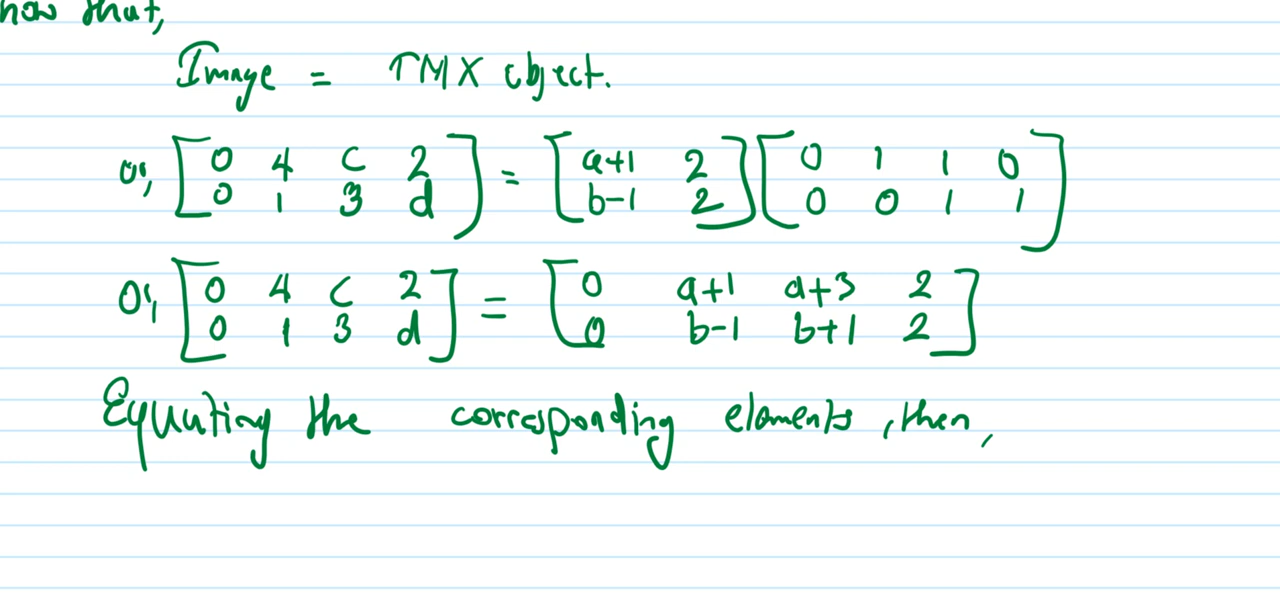 now that,
Image = TMX object.
or, [0 4 c 2] = [a+1 2] [0 1 1 0]
[0 1 3 d] [b-1 2] [0 0 1 1]
or, [0 4 c 2] = [0 a+1 a+3 2]
[0 1 3 d] [0 b-1 b+1 2]
Equating the corresponding elements, then,